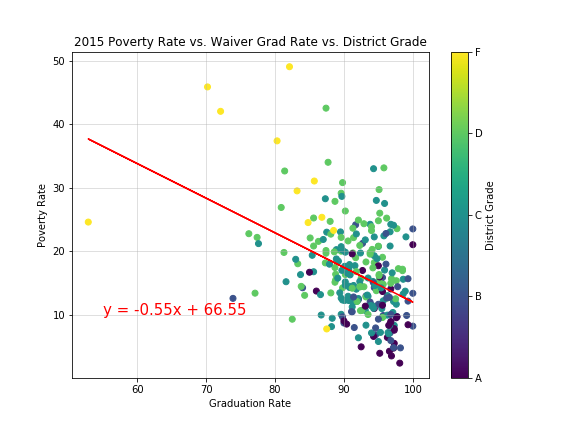 2015 Poverty Rate vs. Waiver Grad Rate vs. District Grade
50
40
30
20
10
Poverty Rate
y = -0.55x + 66.55
60 70 80 90 100
Graduation Rate
F
D
C
B
A
District Grade